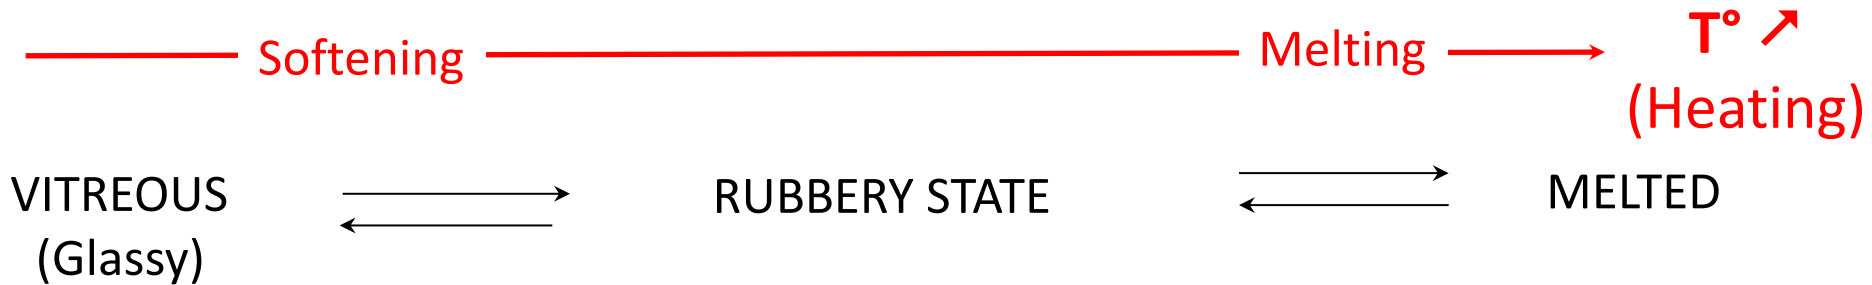 Softening Melting T° ↗
(Heating)
VITREOUS RUBBERY STATE MELTED
(Glassy)